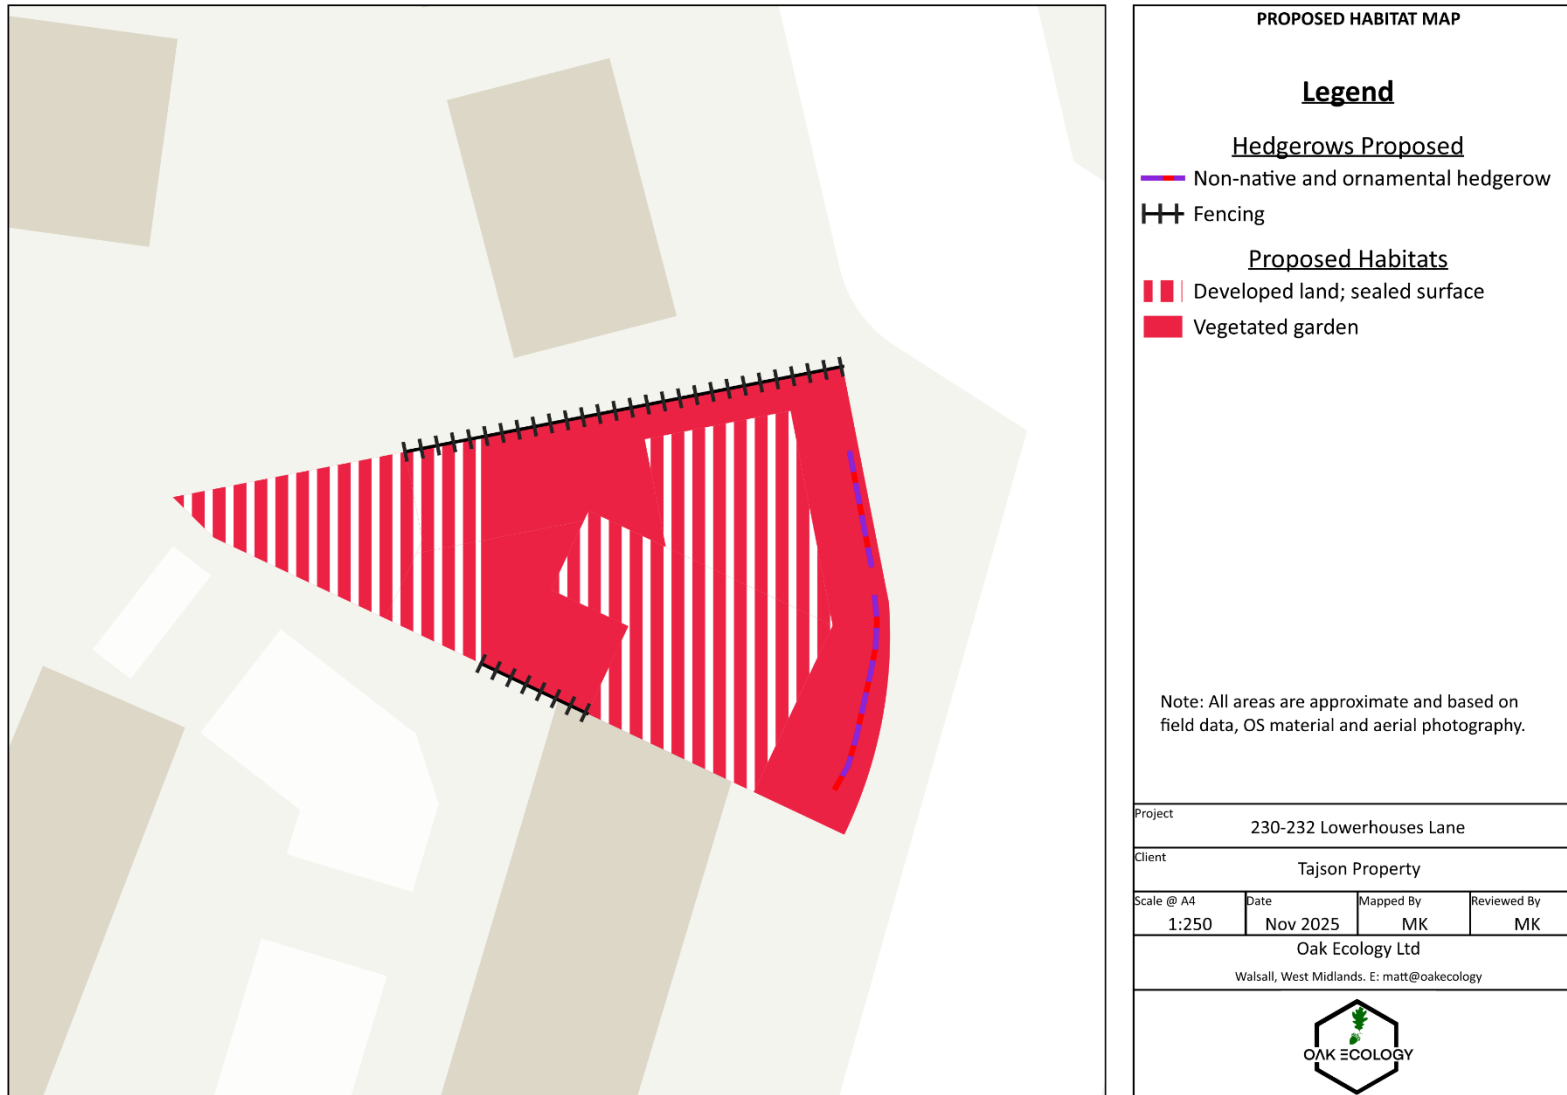 PROPOSED HABITAT MAP
Legend
Hedgerows Proposed
Non-native and ornamental hedgerow
Fencing
Proposed Habitats
Developed land; sealed surface
Vegetated garden
Note: All areas are approximate and based on
field data, OS material and aerial photography.
Project
230-232 Lowerhouses Lane
Client
Tajson Property
Scale @ A4
1:250
Date
Nov 2025
Mapped By
MK
Reviewed By
MK
Oak Ecology Ltd
Walsall, West Midlands. E: matt@oakecology
OAK ECOLOGY